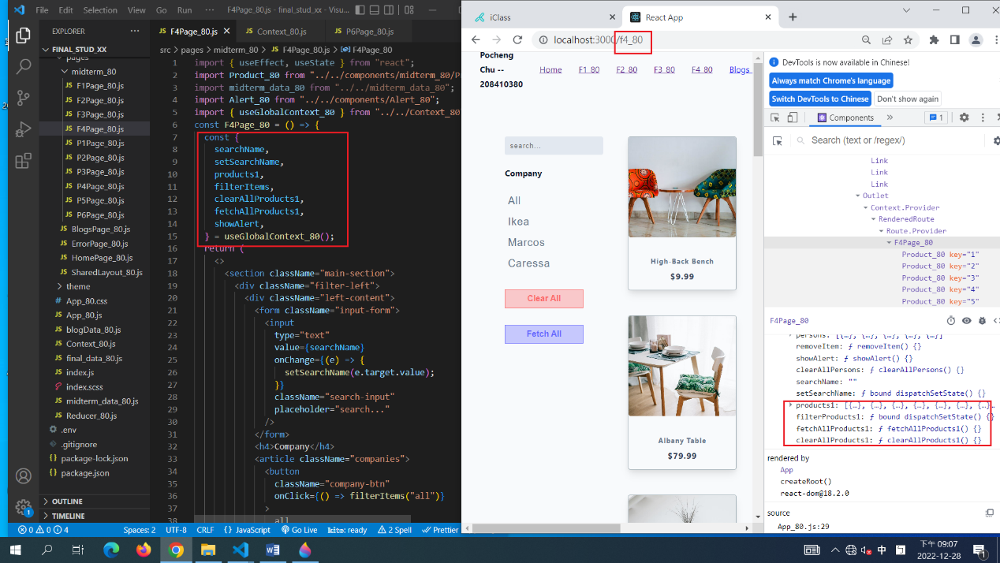 File Edit Selection View Go Run ··· F4Page_80.js - final_stud_xx - Visu...
EXPLORER ···
FINAL_STUD_XX
pages
midterm_80
F1Page_80.js
F2Page_80.js
F3Page_80.js
F4Page_80.js
P1Page_80.js
P2Page_80.js
P3Page_80.js
P4Page_80.js
P5Page_80.js
P6Page_80.js
BlogsPage_80.js
ErrorPage_80.js
HomePage_80.js
SharedLayout_80.js
theme
App_80.css
App_80.js
blogData_80.js
Context_80.js
final_data_80.js
index.js
index.scss
midterm_data_80.js
Reducer_80.js
.env
.gitignore
package-lock.json
package.json
OUTLINE
TIMELINE
JS F4Page_80.js JS Context_80.js JS P6Page_80.js
src > pages > midterm_80 > JS F4Page_80.js > F4Page_80
1 import { useEffect, useState } from "react";
2 import Product_80 from "../../components/midterm_80/P
3 import midterm_data_80 from "../../midterm_data_80";
4 import Alert_80 from "../../components/Alert_80";
5 import { useGlobalContext_80 } from "../../Context_80
6 const F4Page_80 = () => {
7 const {
8 searchName,
9 setSearchName,
10 products1,
11 filterItems,
12 clearAllProducts1,
13 fetchAllProducts1,
14 showAlert,
15 } = useGlobalContext_80();
16 return (
17 <>
18 <section className="main-section">
19 <div className="filter-left">
20 <div className="left-content">
21 <form className="input-form">
22 <input
23 type="text"
24 value={searchName}
25 onChange={(e) => {
26 setSearchName(e.target.value);
27 }}
28 className="search-input"
29 placeholder="search..."
30 />
31 </form>
32 <h4>Company</h4>
33 <article className="companies">
34 <button
35 className="company-btn"
36 onClick={() => filterItems("all")}
37 >
38 all
0 0 4 Spaces: 2 UTF-8 CRLF { } JavaScript Go Live kite: ready 2 Spell Prettier
iClass React App
localhost:3000/f4_80
Pocheng
Chu --
208410380
Home F1_80 F2_80 F3_80 F4_80 Blogs
search...
Company
All
Ikea
Marcos
Caressa
Clear All
Fetch All
High-Back Bench
$9.99
Albany Table
$79.99
DevTools is now available in Chinese!
Always match Chrome's language
Switch DevTools to Chinese Don't show again
Components » 1
Search (text or /regex/)
Link
Link
Link
Outlet
Context.Provider
RenderedRoute
Route.Provider
F4Page_80
Product_80 key="1"
Product_80 key="2"
Product_80 key="3"
Product_80 key="4"
Product_80 key="5"
F4Page_80
persons: [{…}, {…}, {…}, {…}, {…}]
removeItem: ƒ removeItem() {}
showAlert: ƒ showAlert() {}
clearAllPersons: ƒ clearAllPersons() {}
searchName: ""
setSearchName: ƒ bound dispatchSetState() {}
products1: [{…}, {…}, {…}, {…}, {…}, {…}, {…}…
filterProducts1: ƒ bound dispatchSetState() {}
fetchAllProducts1: ƒ fetchAllProducts1() {}
clearAllProducts1: ƒ clearAllProducts1() {}
rendered by
App
createRoot()
react-dom@18.2.0
source
App_80.js:29
中 下午 09:07
2022-12-28
1